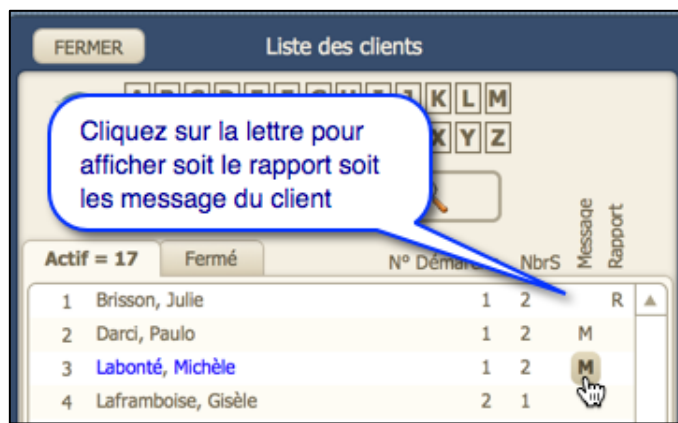 FERMER Liste des clients
K L M
X Y Z
Cliquez sur la lettre pour
afficher soit le rapport soit
les message du client
Message
Rapport
Actif = 17 Fermé N° NbrS
1 Brisson, Julie 1 2 R
2 Darci, Paulo 1 2 M
3 Labonté, Michèle 1 2 M
4 Laframboise, Gisèle 2 1